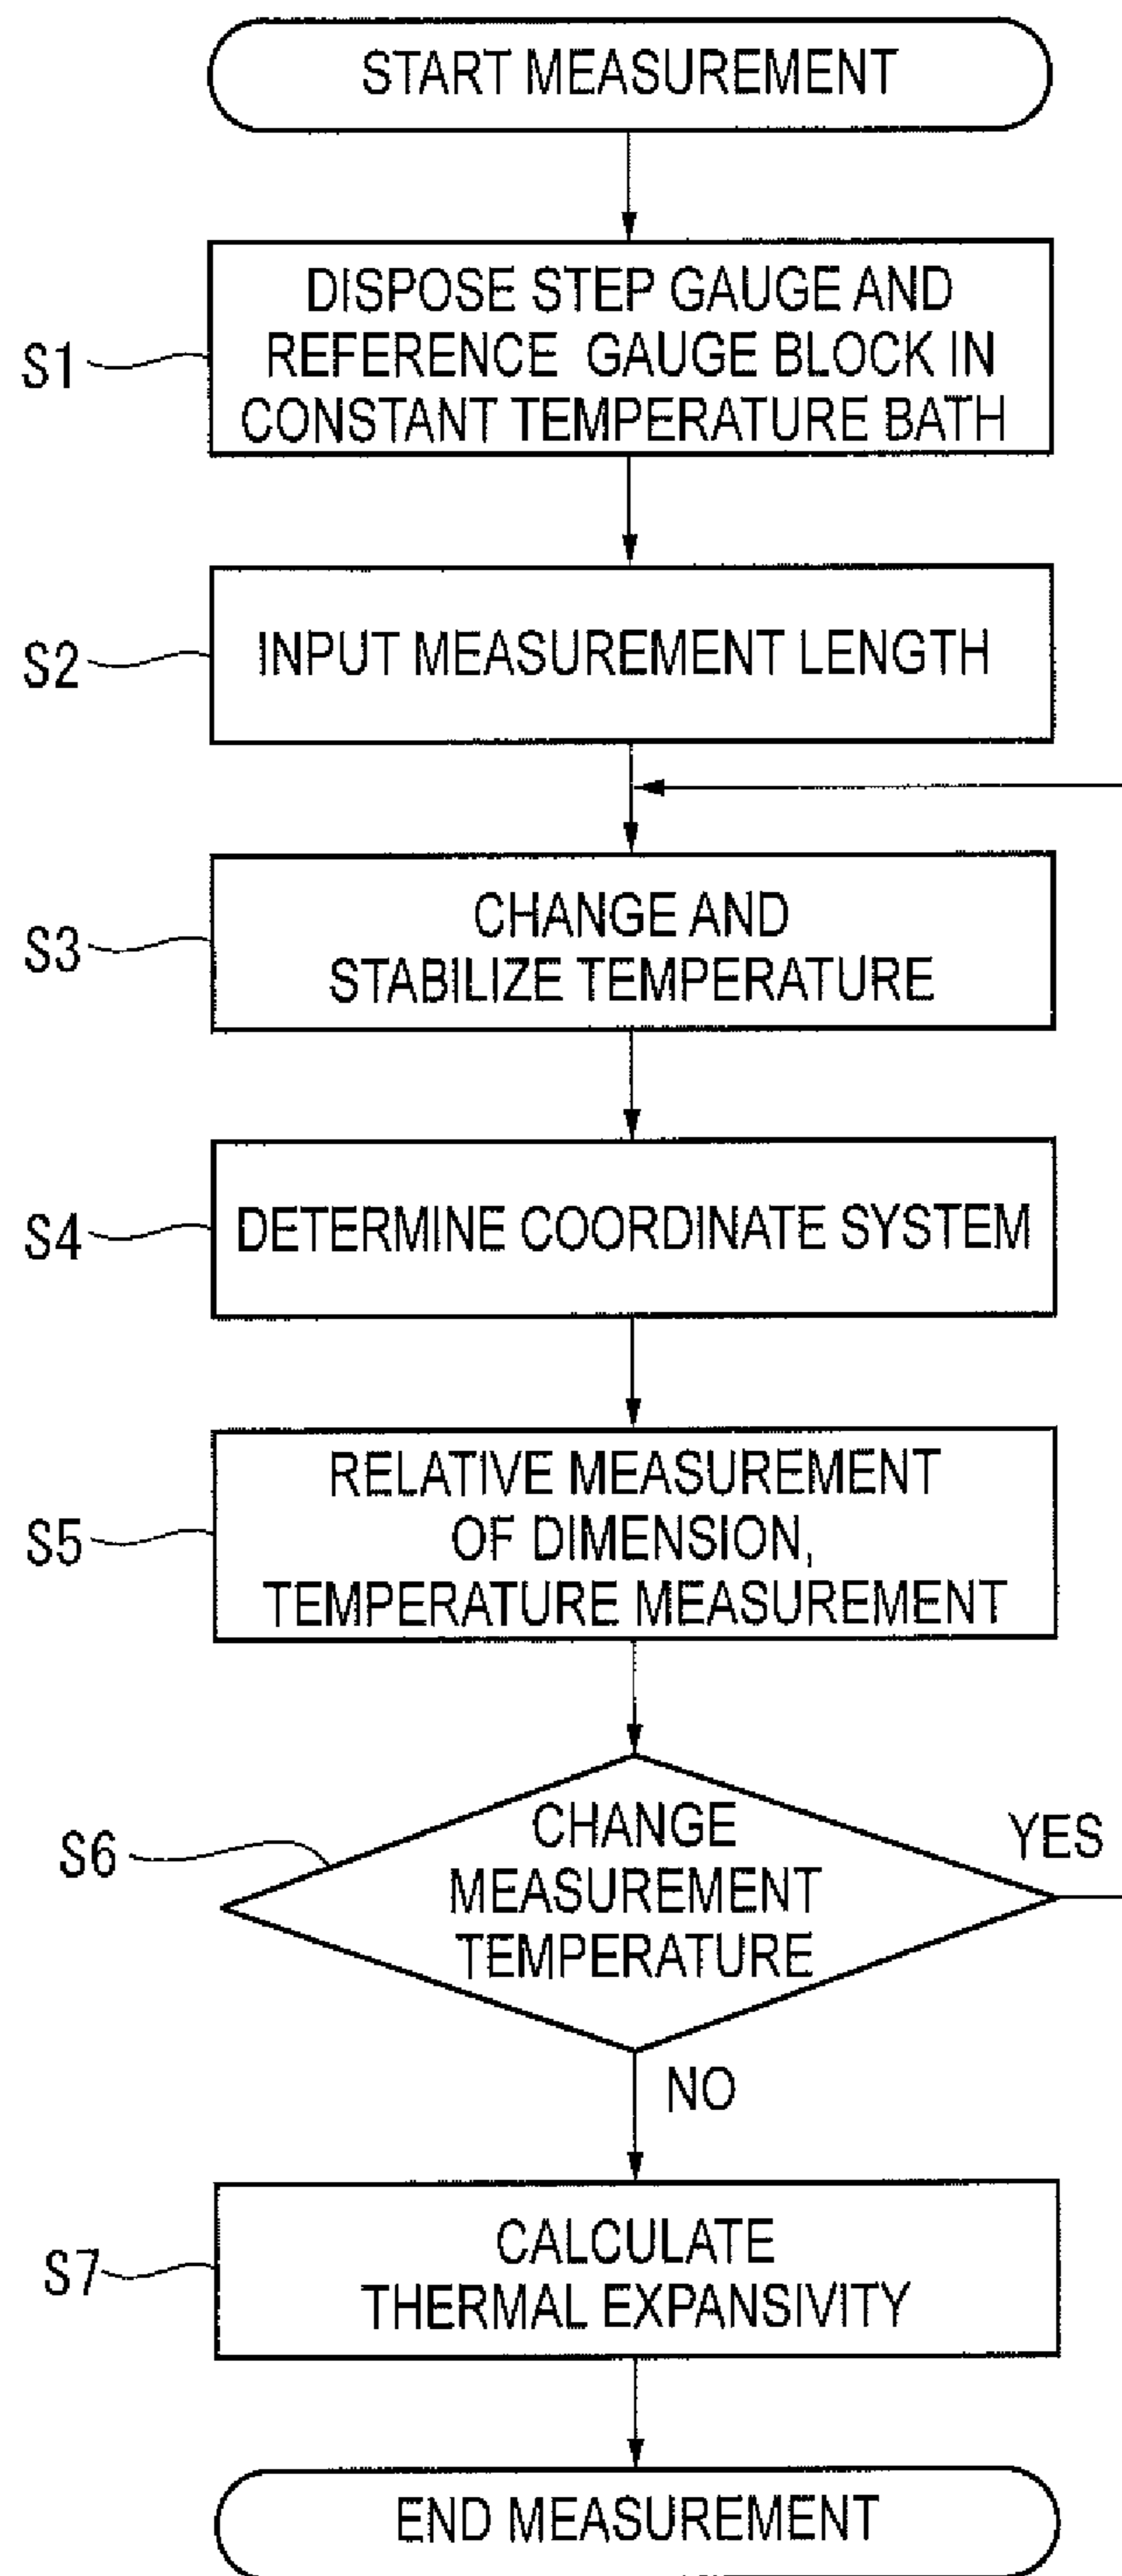 START MEASUREMENT
S1
DISPOSE STEP GAUGE AND
REFERENCE GAUGE BLOCK IN
CONSTANT TEMPERATURE BATH
S2
INPUT MEASUREMENT LENGTH
S3
CHANGE AND
STABILIZE TEMPERATURE
S4
DETERMINE COORDINATE SYSTEM
S5
RELATIVE MEASUREMENT
OF DIMENSION,
TEMPERATURE MEASUREMENT
S6
CHANGE
MEASUREMENT
TEMPERATURE
YES
NO
S7
CALCULATE
THERMAL EXPANSIVITY
END MEASUREMENT